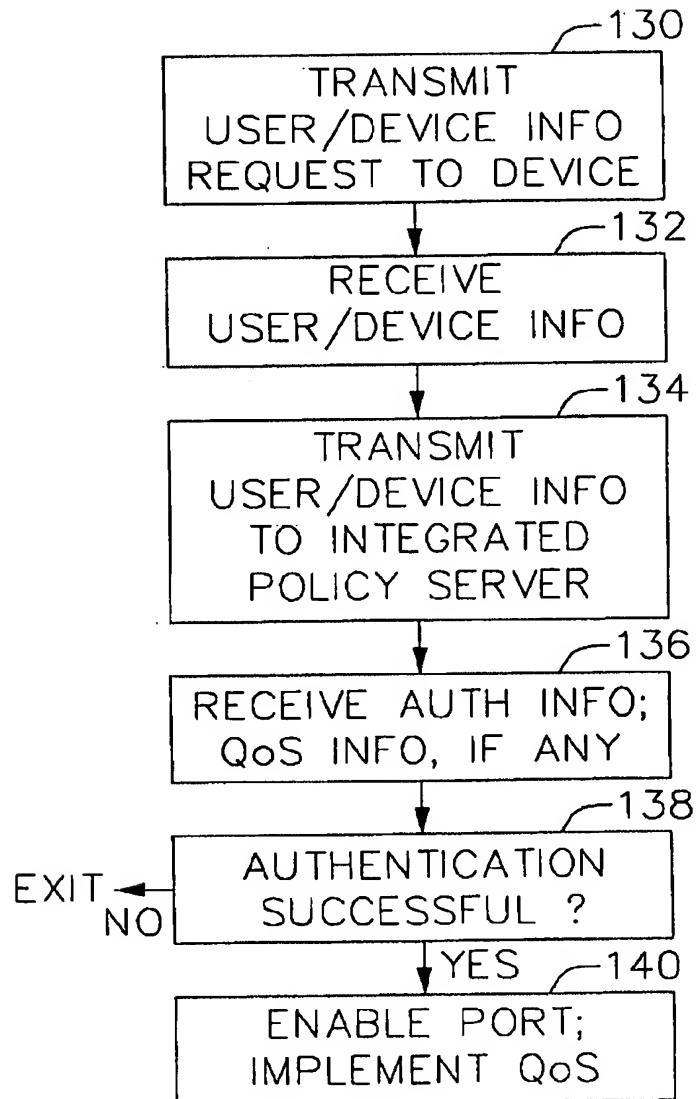 130
TRANSMIT
USER/DEVICE INFO
REQUEST TO DEVICE
132
RECEIVE
USER/DEVICE INFO
134
TRANSMIT
USER/DEVICE INFO
TO INTEGRATED
POLICY SERVER
136
RECEIVE AUTH INFO;
QoS INFO, IF ANY
138
AUTHENTICATION
SUCCESSFUL ?
EXIT
NO
YES
140
ENABLE PORT;
IMPLEMENT QoS